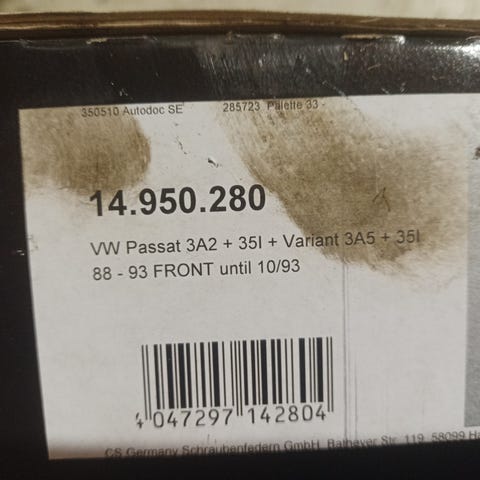 350510 Autodoc SE 285723 Palette 33 -
14.950.280
VW Passat 3A2 + 35I + Variant 3A5 + 35I
88 - 93 FRONT until 10/93
4 047297 142804
CS Germany Schraubenfedern GmbH, Bathever Str. 119, 58099